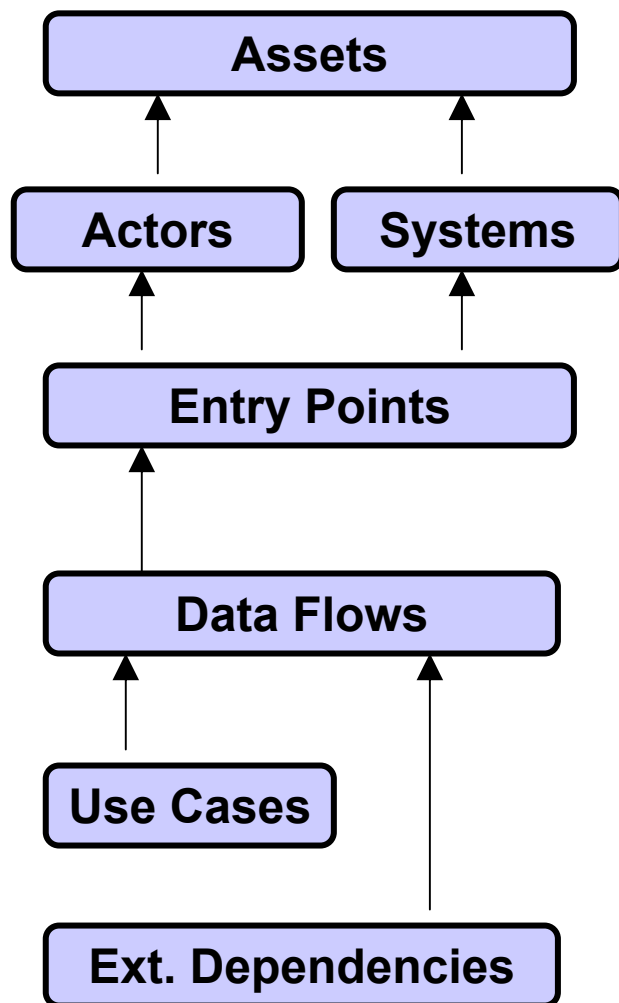 Assets
Actors
Systems
Entry Points
Data Flows
Use Cases
Ext. Dependencies